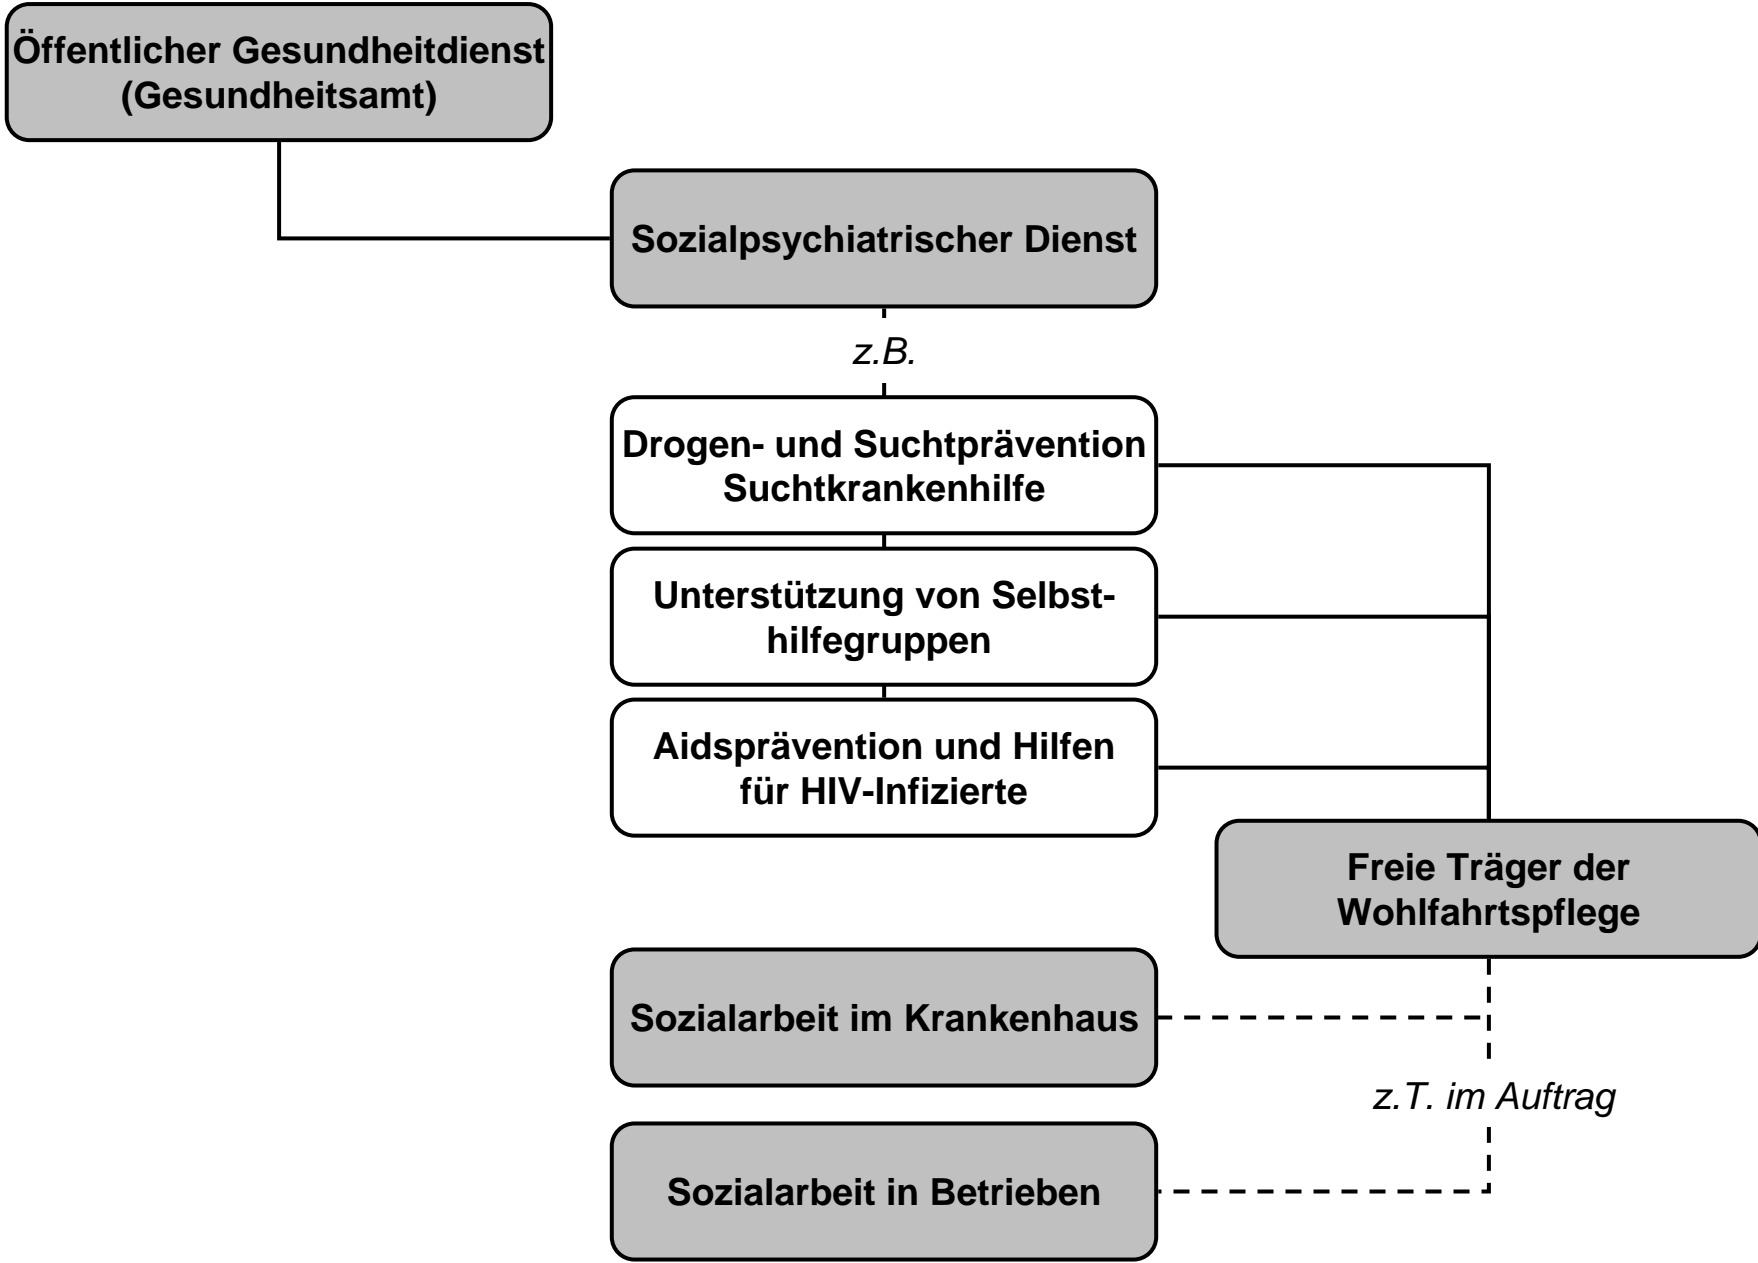 Öffentlicher Gesundheitdienst
(Gesundheitsamt)
Sozialpsychiatrischer Dienst
z.B.
Drogen- und Suchtprävention
Suchtkrankenhilfe
Unterstützung von Selbst-
hilfegruppen
Aidsprävention und Hilfen
für HIV-Infizierte
Freie Träger der
Wohlfahrtspflege
Sozialarbeit im Krankenhaus
z.T. im Auftrag
Sozialarbeit in Betrieben